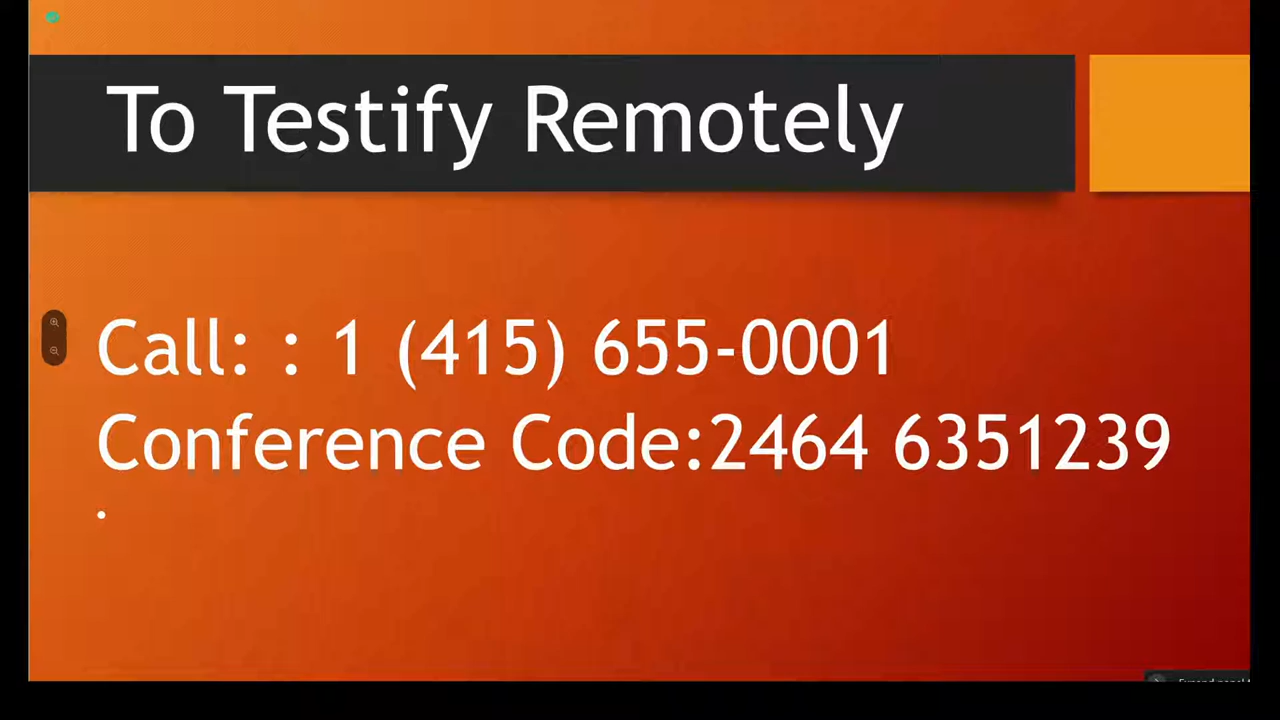 To Testify Remotely
Call: : 1 (415) 655-0001
Conference Code:2464 6351239
.